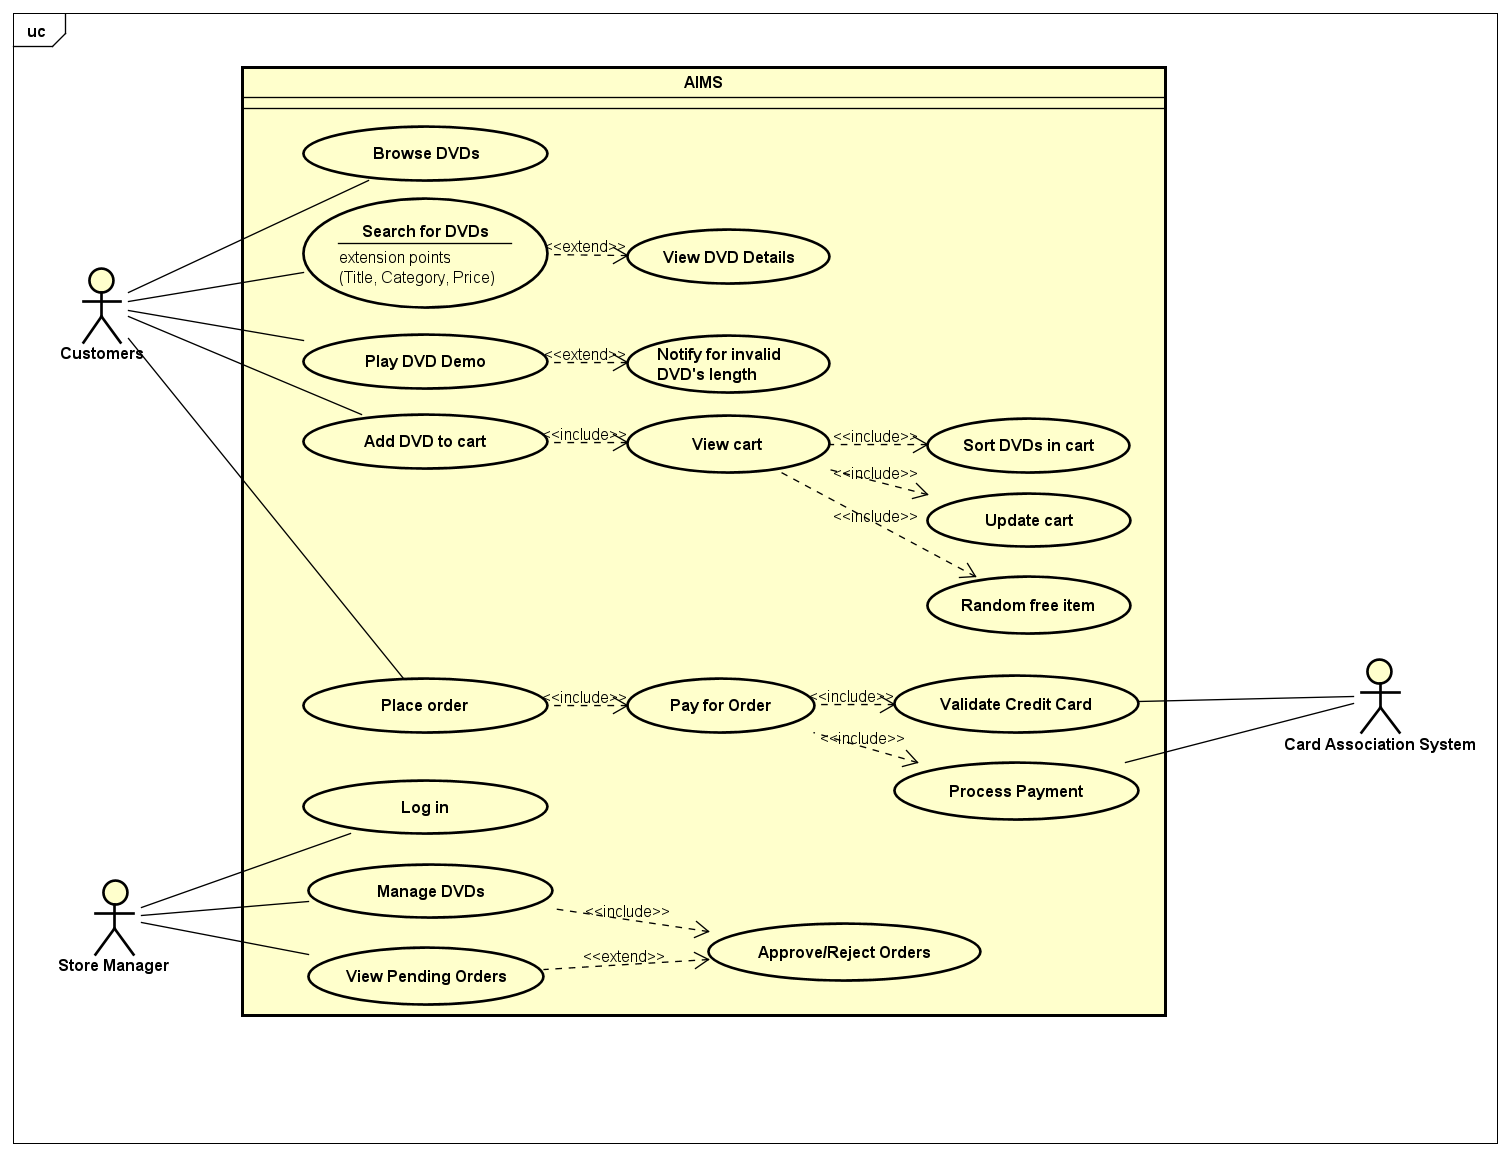 uc
AIMS
Browse DVDs
Search for DVDs
extension points
(Title, Category, Price)
<<extend>>
View DVD Details
Customers
Play DVD Demo
<<extend>>
Notify for invalid
DVD's length
Add DVD to cart
<<include>>
View cart
<<include>>
Sort DVDs in cart
<<include>>
Update cart
<<include>>
Random free item
Place order
<<include>>
Pay for Order
<<include>>
Validate Credit Card
<<include>>
Process Payment
Card Association System
Log in
Manage DVDs
<<include>>
Approve/Reject Orders
<<extend>>
View Pending Orders
Store Manager